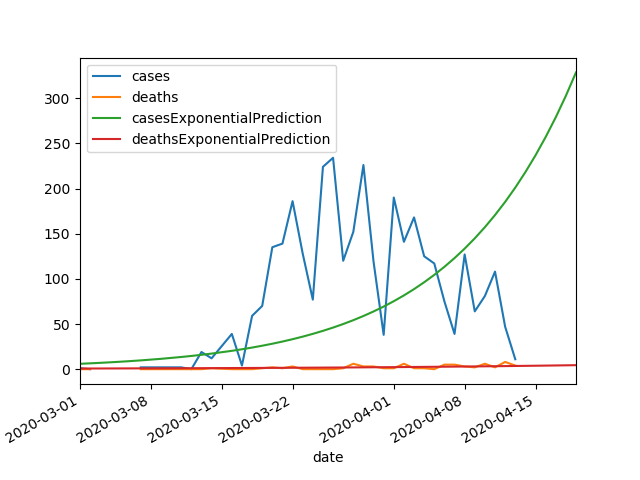 cases
deaths
casesExponentialPrediction
deathsExponentialPrediction
300
250
200
150
100
50
0
2020-03-01
2020-03-08
2020-03-15
2020-03-22
2020-04-01
2020-04-08
2020-04-15
date